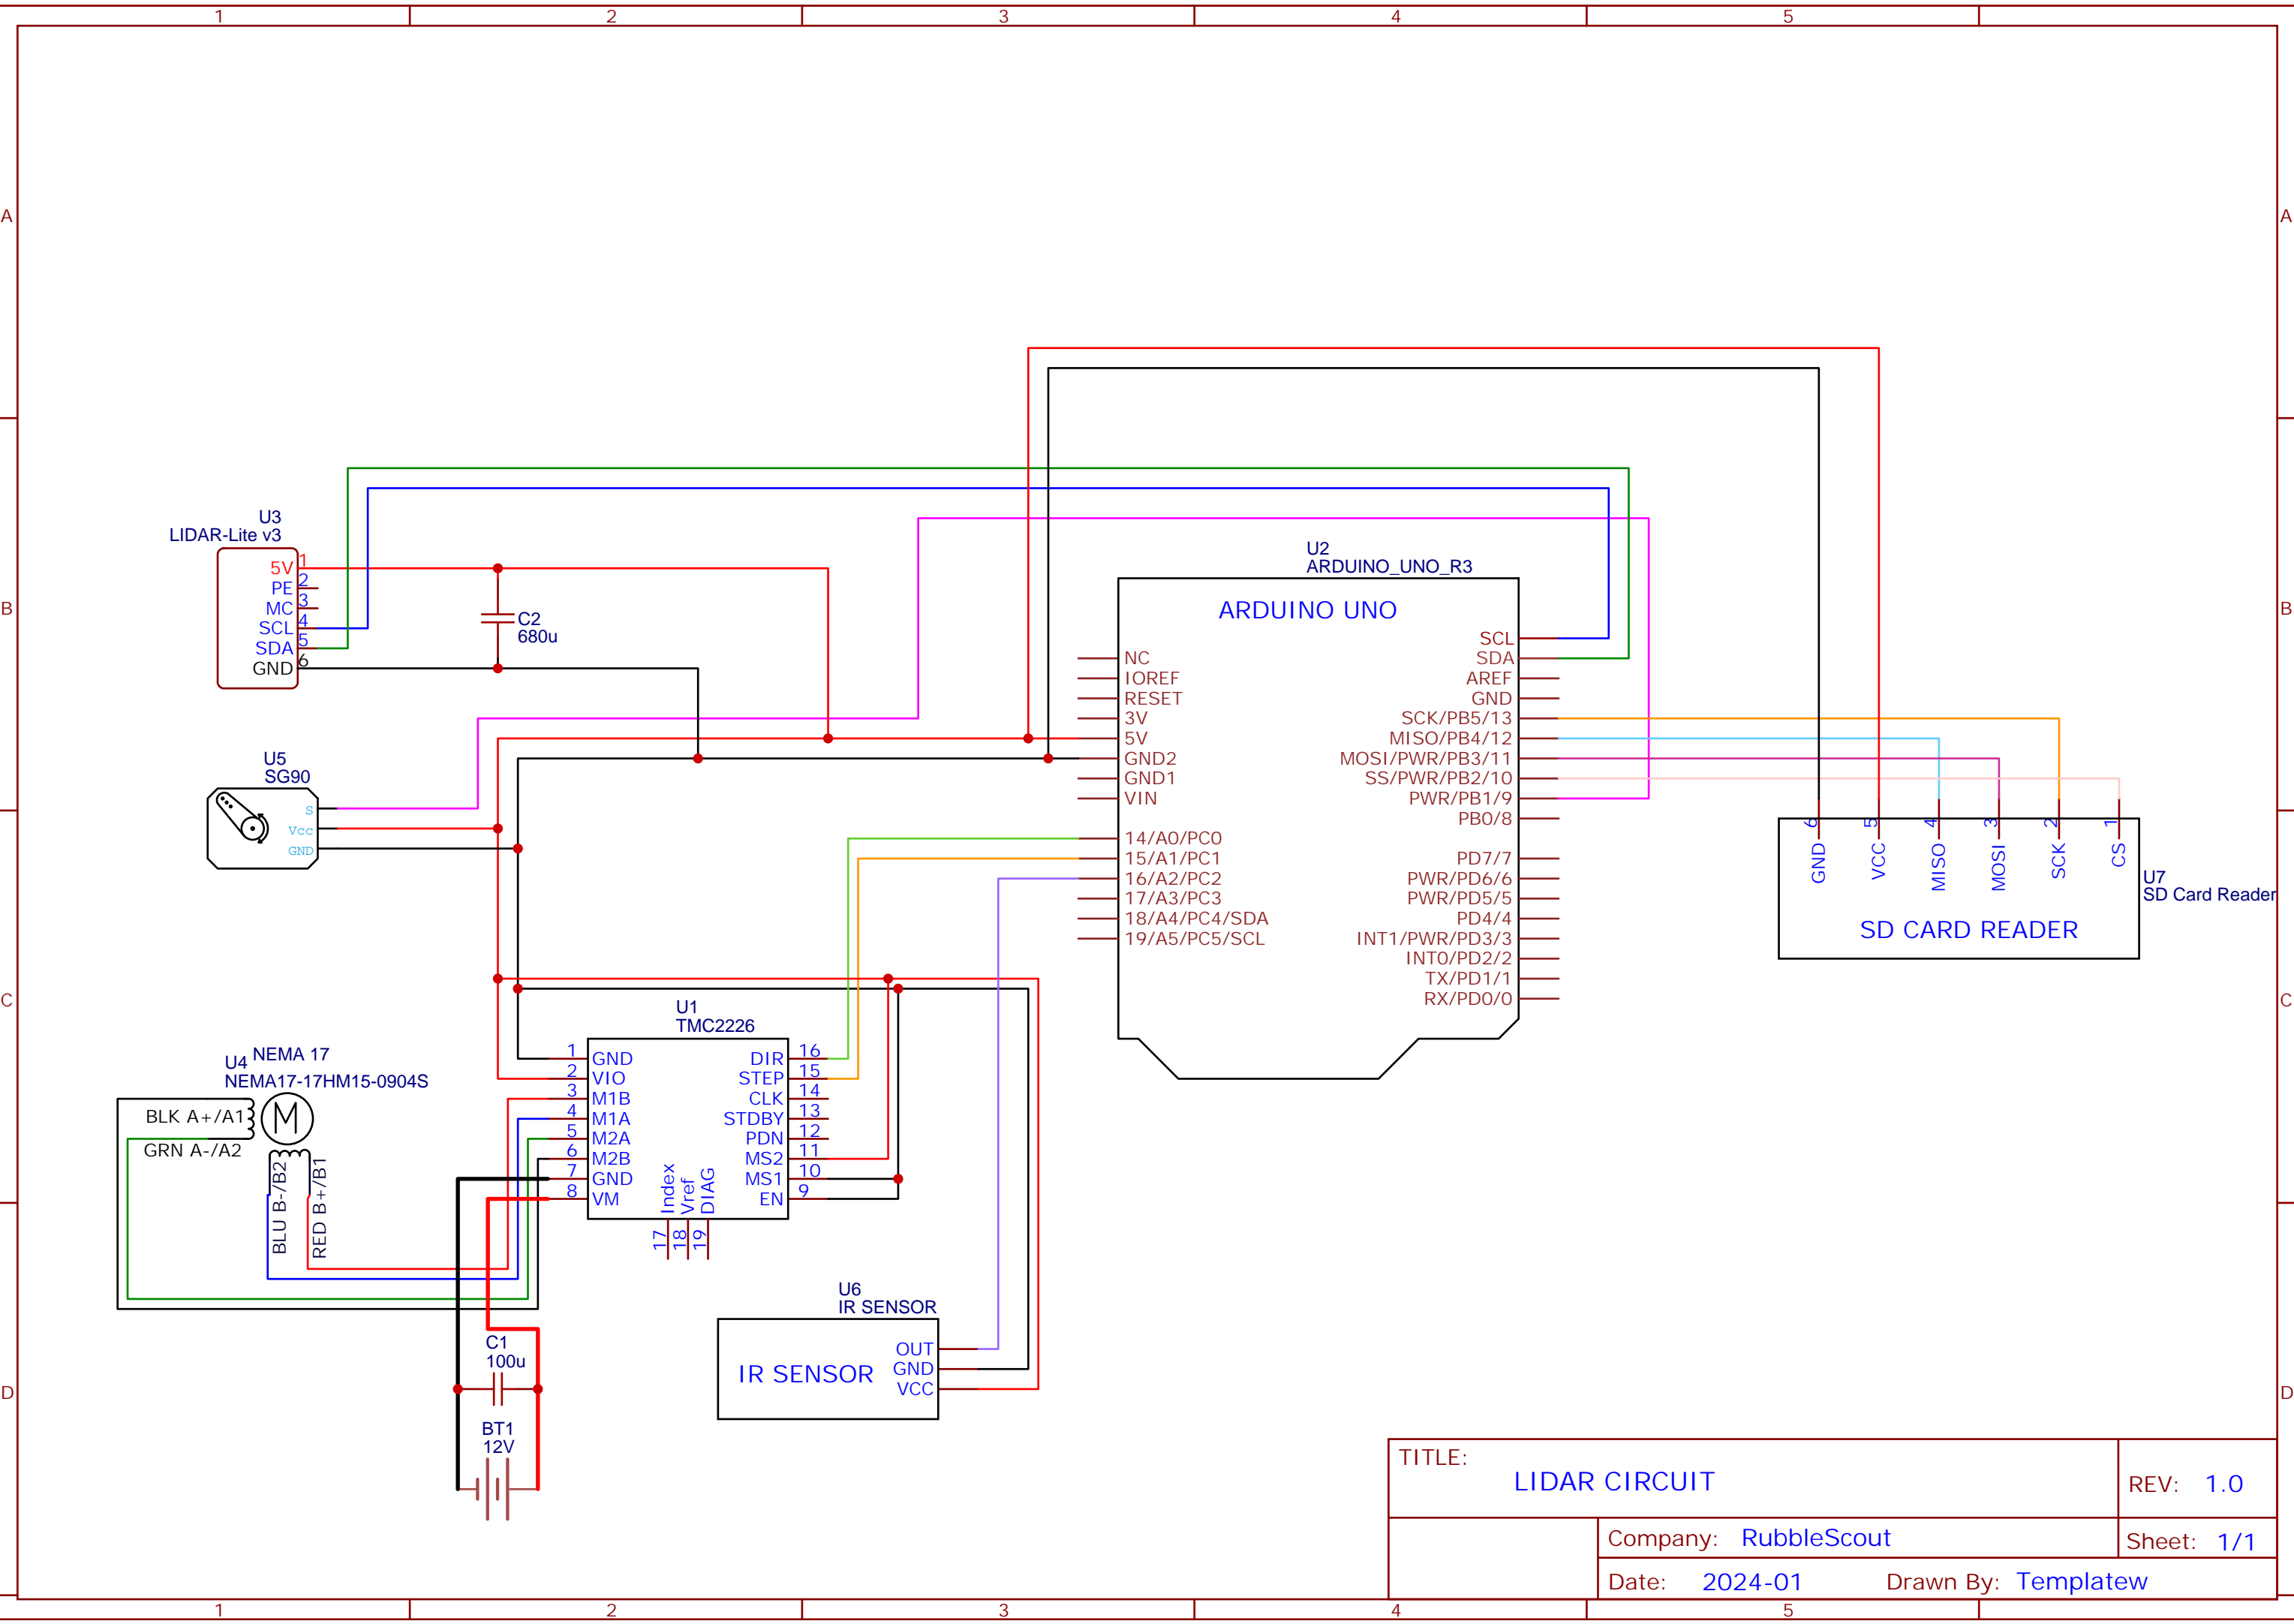 1 2 3 4 5
A A
B B
C C
D D
U3
LIDAR-Lite v3
5V 1
PE 2
MC 3
SCL 4
SDA 5
GND 6
C2
680u
U5
SG90
S
Vcc
GND
U2
ARDUINO_UNO_R3
ARDUINO UNO
NC
IOREF
RESET
3V
5V
GND2
GND1
VIN
14/A0/PC0
15/A1/PC1
16/A2/PC2
17/A3/PC3
18/A4/PC4/SDA
19/A5/PC5/SCL
SCL
SDA
AREF
GND
SCK/PB5/13
MISO/PB4/12
MOSI/PWR/PB3/11
SS/PWR/PB2/10
PWR/PB1/9
PB0/8
PD7/7
PWR/PD6/6
PWR/PD5/5
PD4/4
INT1/PWR/PD3/3
INT0/PD2/2
TX/PD1/1
RX/PD0/0
6 5 4 3 2 1
GND VCC MISO MOSI SCK CS
SD CARD READER
U7
SD Card Reader
U1
TMC2226
1 GND
2 VIO
3 M1B
4 M1A
5 M2A
6 M2B
7 GND
8 VM
DIR 16
STEP 15
CLK 14
STDBY 13
PDN 12
MS2 11
MS1 10
EN 9
Index Vref DIAG
17 18 19
U4 NEMA 17
NEMA17-17HM15-0904S
BLK A+/A1
M
GRN A-/A2
BLU B-/B2
RED B+/B1
C1
100u
BT1
12V
U6
IR SENSOR
IR SENSOR
OUT
GND
VCC
TITLE:
LIDAR CIRCUIT
REV: 1.0
Company: RubbleScout
Sheet: 1/1
Date: 2024-01
Drawn By: Templatew
1 2 3 4 5